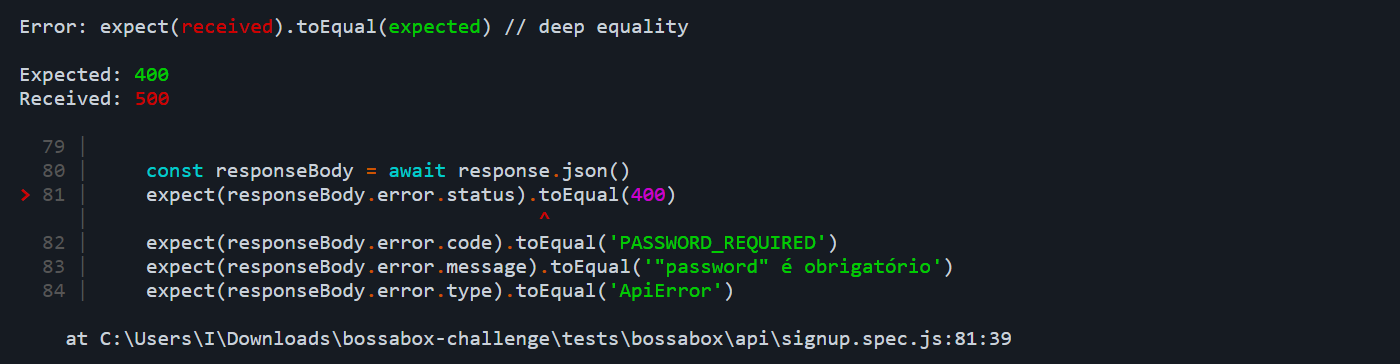 Error: expect(received).toEqual(expected) // deep equality
Expected: 400
Received: 500
79 |
80 | const responseBody = await response.json()
> 81 | expect(responseBody.error.status).toEqual(400)
| ^
82 | expect(responseBody.error.code).toEqual('PASSWORD_REQUIRED')
83 | expect(responseBody.error.message).toEqual('"password" é obrigatório')
84 | expect(responseBody.error.type).toEqual('ApiError')
at C:\Users\I\Downloads\bossabox-challenge\tests\bossabox\api\signup.spec.js:81:39